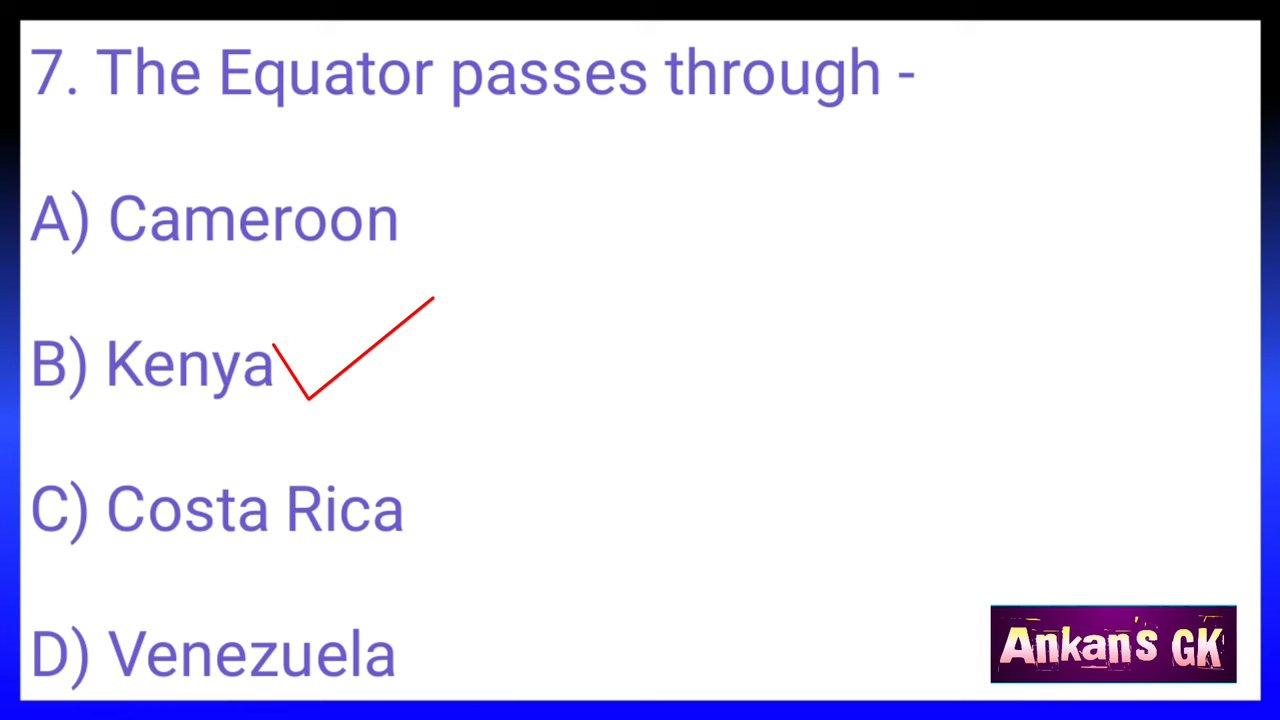 7. The Equator passes through -
A) Cameroon
B) Kenya
C) Costa Rica
D) Venezuela
Ankan's GK